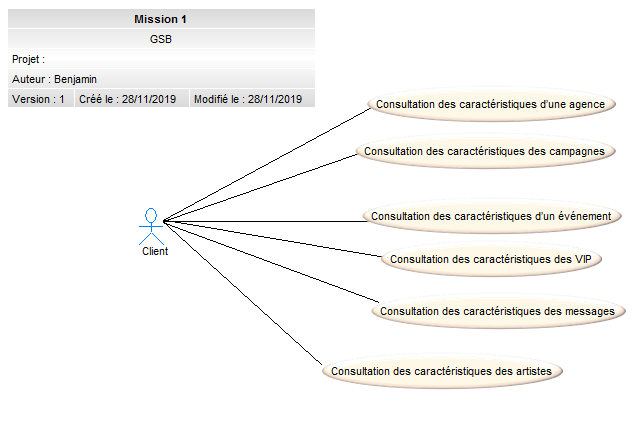 Mission 1
GSB
Projet :
Auteur : Benjamin
Version : 1 Créé le : 28/11/2019 Modifié le : 28/11/2019
Consultation des caractéristiques d'une agence
Consultation des caractéristiques des campagnes
Consultation des caractéristiques d'un événement
Client
Consultation des caractéristiques des VIP
Consultation des caractéristiques des messages
Consultation des caractéristiques des artistes